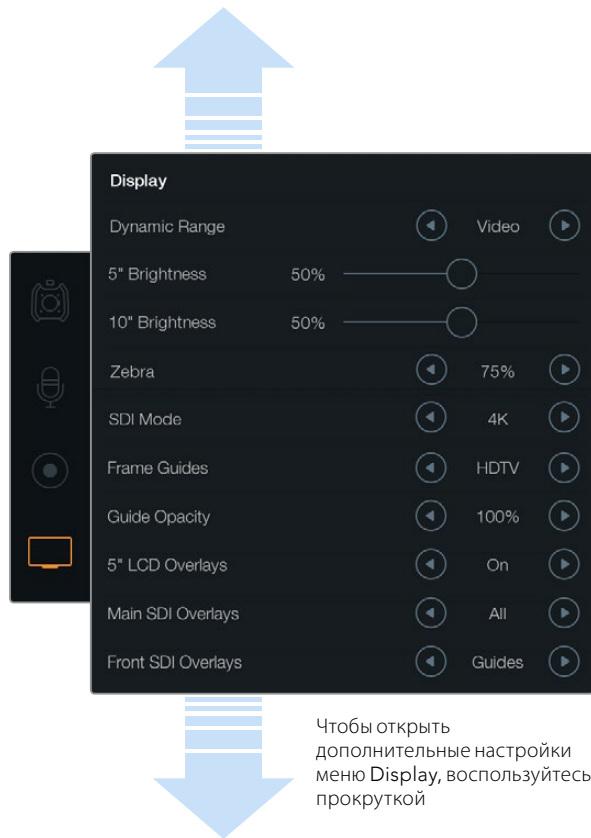 Display
Dynamic Range Video
5" Brightness 50%
10" Brightness 50%
Zebra 75%
SDI Mode 4K
Frame Guides HDTV
Guide Opacity 100%
5" LCD Overlays On
Main SDI Overlays All
Front SDI Overlays Guides
Чтобы открыть
дополнительные настройки
меню Display, воспользуйтесь
прокруткой